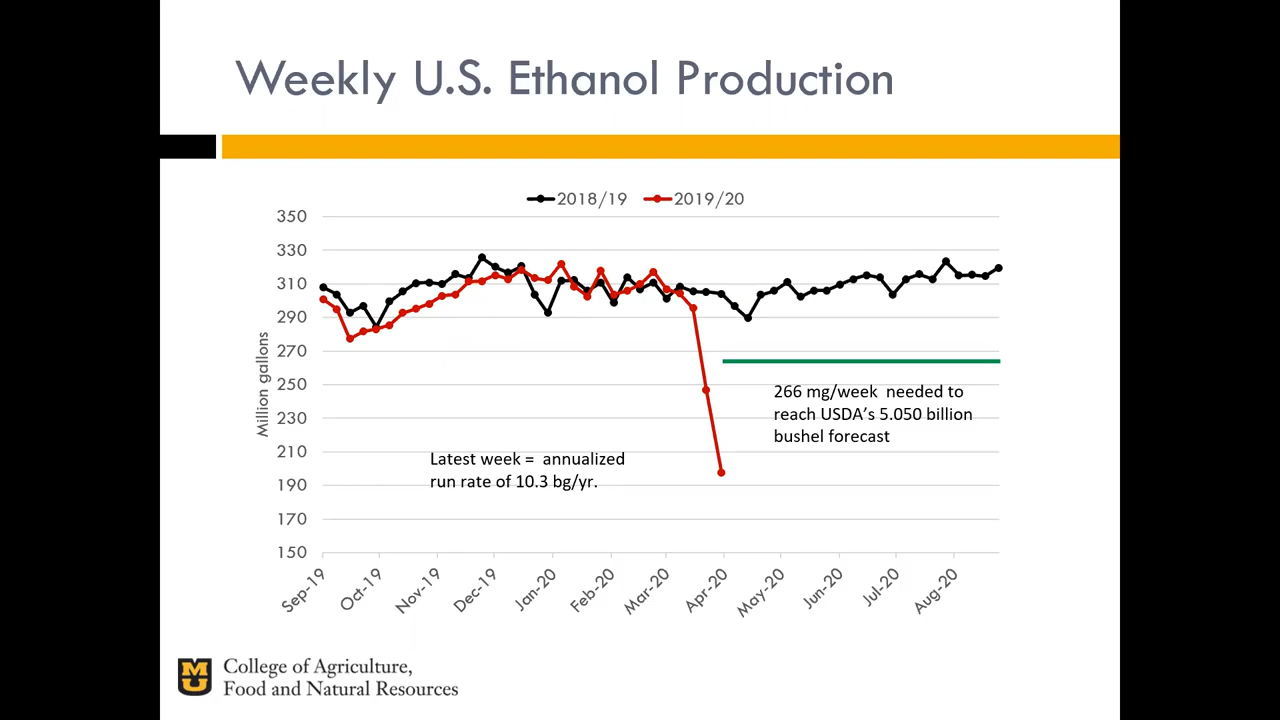 Weekly U.S. Ethanol Production
2018/19 2019/20
350
330
310
290
270
250
230
210
190
170
150
Million gallons
266 mg/week needed to
reach USDA's 5.050 billion
bushel forecast
Latest week = annualized
run rate of 10.3 bg/yr.
Sep-19 Oct-19 Nov-19 Dec-19 Jan-20 Feb-20 Mar-20 Apr-20 May-20 Jun-20 Jul-20 Aug-20
MU
College of Agriculture,
Food and Natural Resources